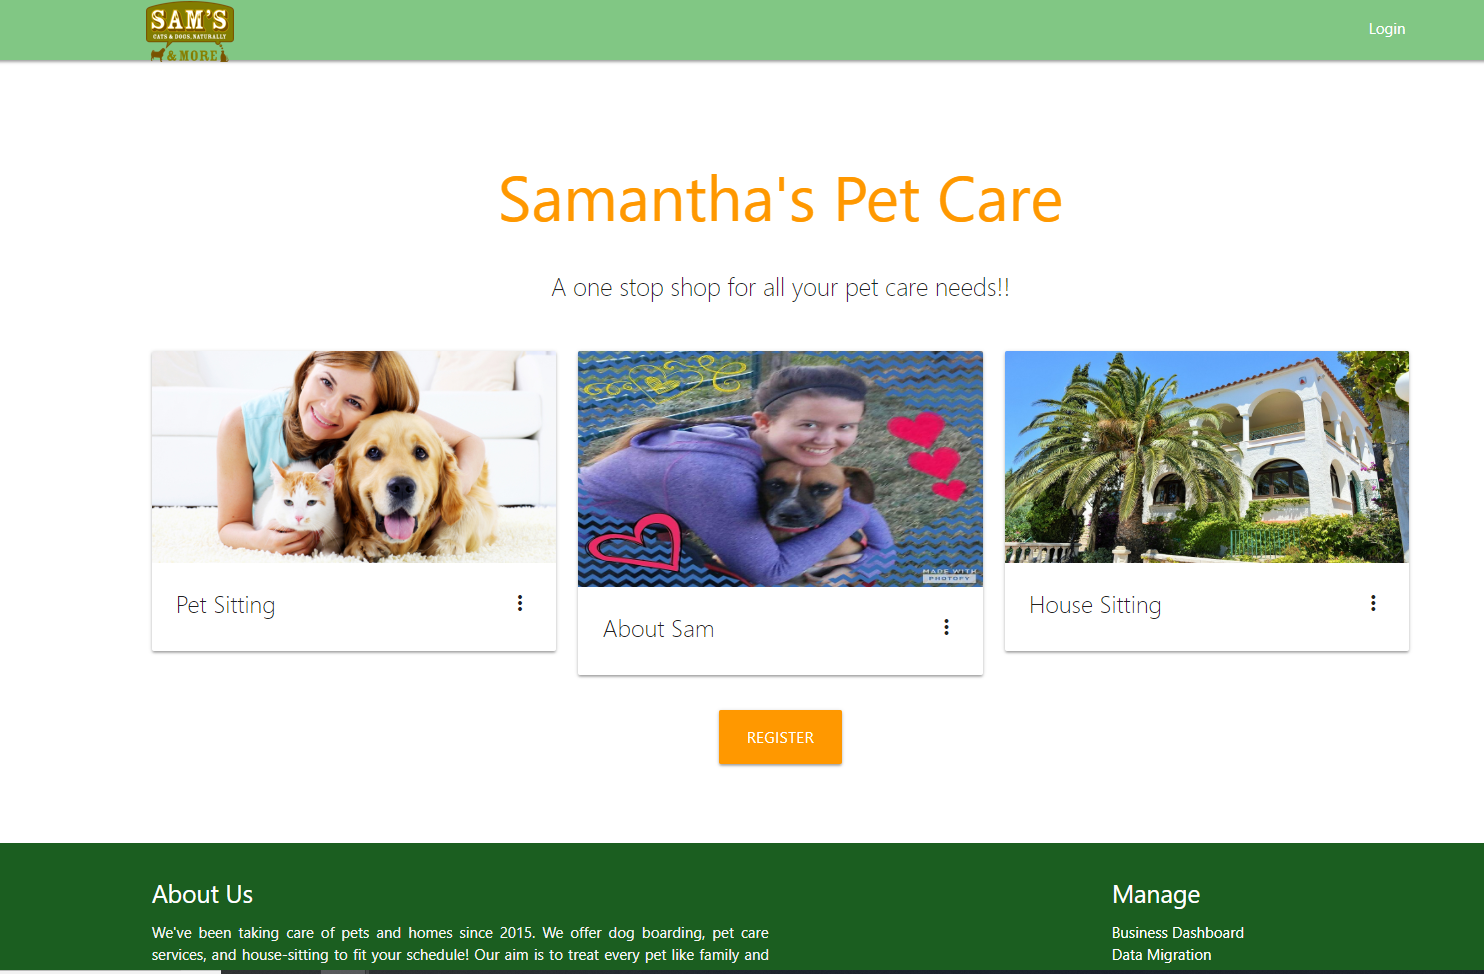 SAM'S
CATS & DOGS, NATURALLY
& MORE
Login
Samantha's Pet Care
A one stop shop for all your pet care needs!!
MADE WITH
PHOTOFY
Pet Sitting
About Sam
House Sitting
REGISTER
About Us
We've been taking care of pets and homes since 2015. We offer dog boarding, pet care
services, and house-sitting to fit your schedule! Our aim is to treat every pet like family and
Manage
Business Dashboard
Data Migration